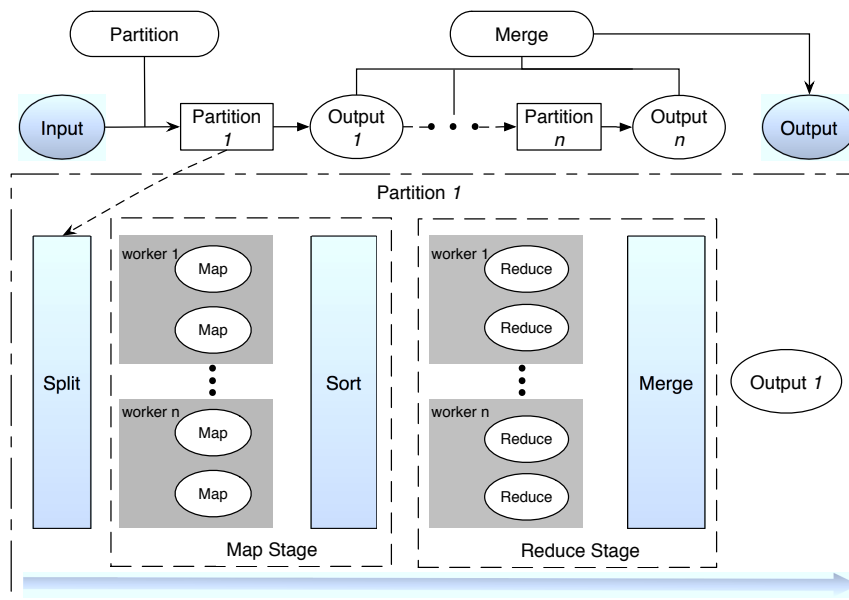 Partition
Merge
Input
Partition
1
Output
1
Partition
n
Output
n
Output
Partition 1
Split
worker 1
Map
Map
worker n
Map
Map
Sort
Map Stage
worker 1
Reduce
Reduce
worker n
Reduce
Reduce
Merge
Reduce Stage
Output 1